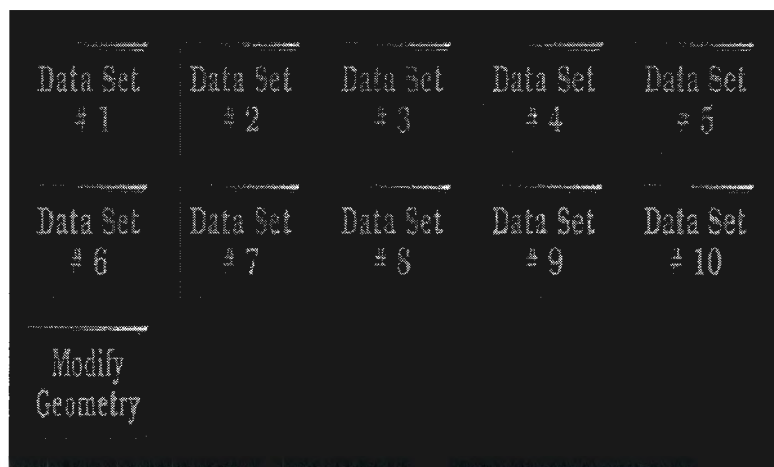 Data Set Data Set Data Set Data Set Data Set
# 1 # 2 # 3 # 4 # 5
Data Set Data Set Data Set Data Set Data Set
# 6 # 7 # 8 # 9 # 10
Modify
Geometry